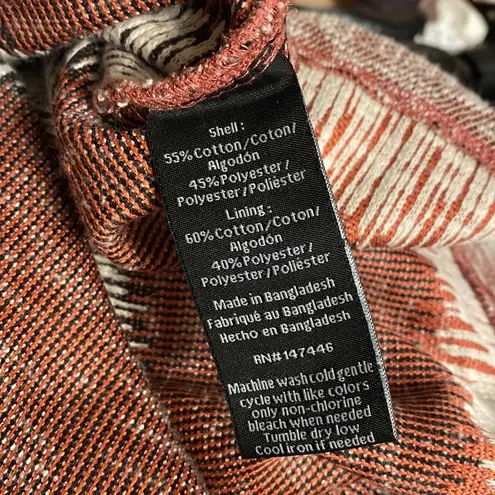 Shell :
55% Cotton/Coton/
Algodón
45% Polyester/
Polyester/Poliéster
Lining :
60% Cotton/Coton/
Algodón
40% Polyester/
Polyester/Poliéster
Made in Bangladesh
Fabriqué au Bangladesh
Hecho en Bangladesh
RN#147446
Machine wash cold gentle
cycle with like colors
only non-chlorine
bleach when needed
Tumble dry low
Cool iron if needed